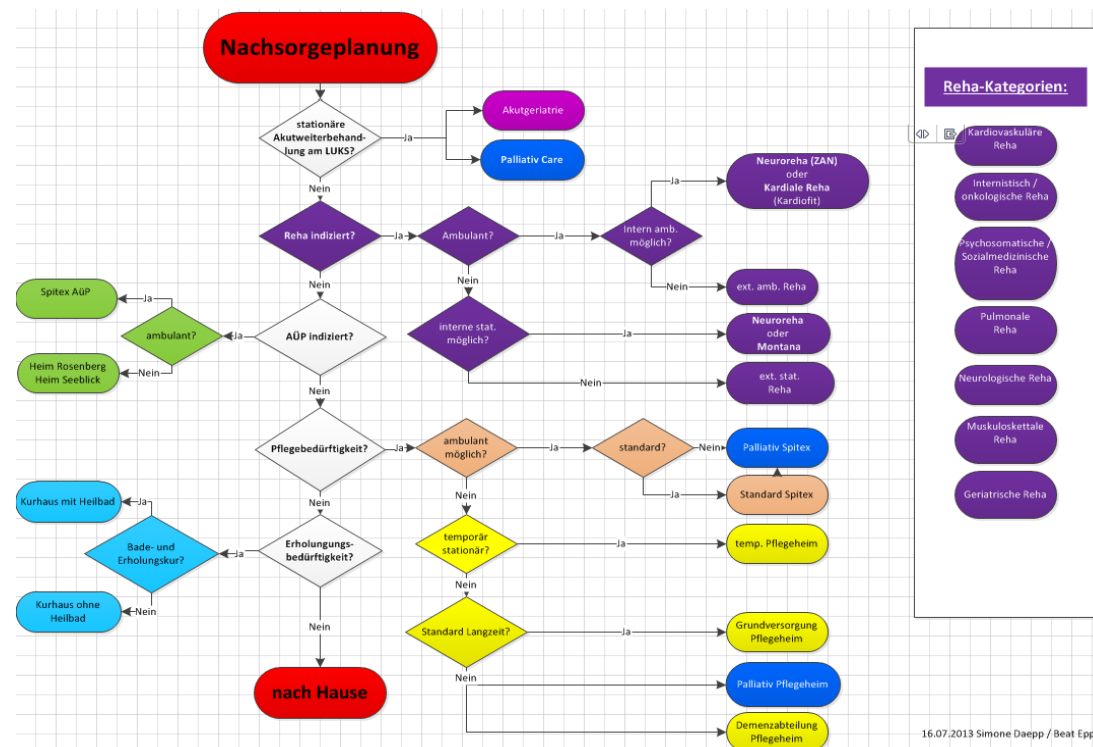 Nachsorgeplanung
stationäre
Akutweiterbehand-
lung am LUKS?
Ja
Akutgeriatrie
Palliativ Care
Nein
Reha indiziert?
Ja
Ambulant?
Ja
Intern amb.
möglich?
Ja
Neuroreha (ZAN)
oder
Kardiale Reha
(Kardiofit)
Nein
ext. amb. Reha
Nein
interne stat.
möglich?
Ja
Neuroreha
oder
Montana
Nein
ext. stat.
Reha
Nein
AÜP indiziert?
Ja
ambulant?
Ja
Spitex AüP
Nein
Heim Rosenberg
Heim Seeblick
Nein
Pflegebedürftigkeit?
Ja
ambulant
möglich?
Ja
standard?
Nein
Palliativ Spitex
Ja
Standard Spitex
Nein
temporär
stationär?
Ja
temp. Pflegeheim
Nein
Standard Langzeit?
Ja
Grundversorgung
Pflegeheim
Nein
Palliativ Pflegeheim
Demenzabteilung
Pflegeheim
Nein
Erholungungs-
bedürftigkeit?
Ja
Bade- und
Erholungskur?
Ja
Kurhaus mit Heilbad
Nein
Kurhaus ohne
Heilbad
Nein
nach Hause
Reha-Kategorien:
Kardiovaskuläre
Reha
Internistisch /
onkologische Reha
Psychosomatische /
Sozialmedizinische
Reha
Pulmonale
Reha
Neurologische Reha
Muskuloskettale
Reha
Geriatrische Reha
16.07.2013 Simone Daepp / Beat Epp